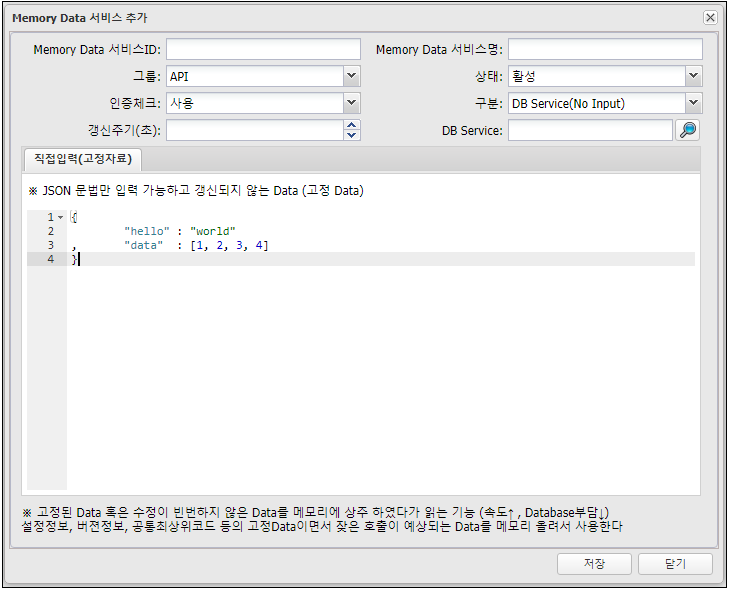 Memory Data 서비스 추가
Memory Data 서비스ID: Memory Data 서비스명:
그룹: API 상태: 활성
인증체크: 사용 구분: DB Service(No Input)
갱신주기(초): DB Service:
직접입력(고정자료)
※ JSON 문법만 입력 가능하고 갱신되지 않는 Data (고정 Data)
1 {
2 "hello" : "world"
3 , "data" : [1, 2, 3, 4]
4 }
※ 고정된 Data 혹은 수정이 빈번하지 않은 Data를 메모리에 상주 하였다가 읽는 기능 (속도↑ , Database부담↓)
설정정보, 버젼정보, 공통최상위코드 등의 고정Data이면서 잦은 호출이 예상되는 Data를 메모리 올려서 사용한다
저장 닫기